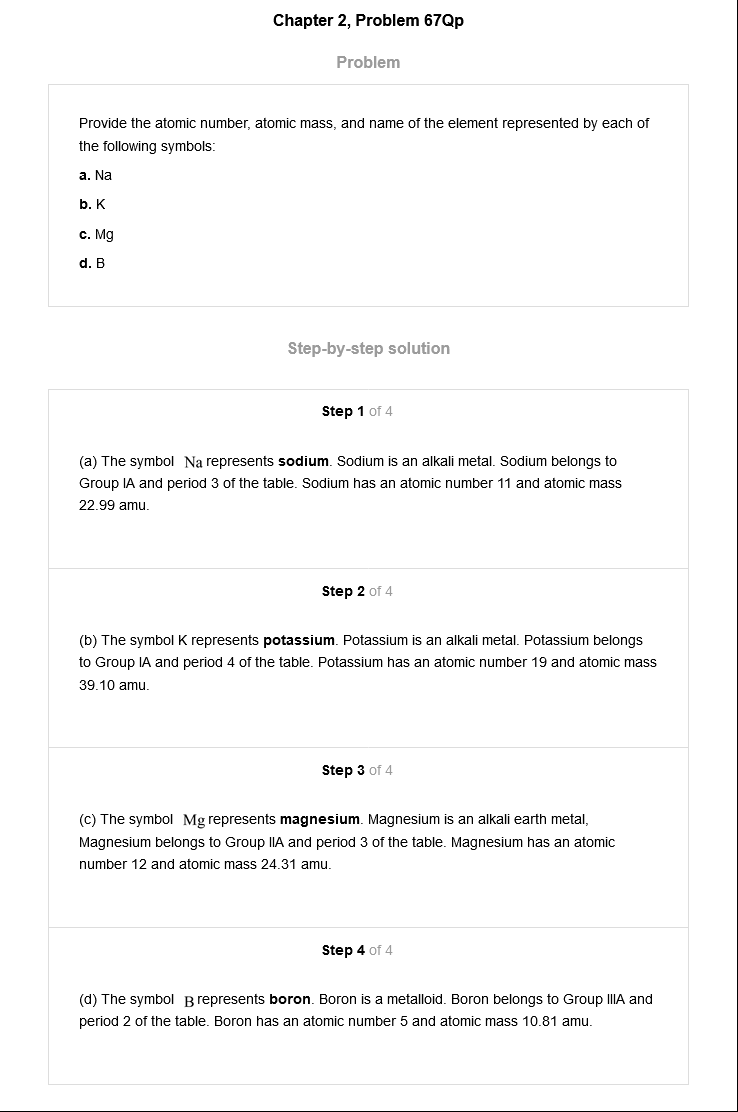 Chapter 2, Problem 67Qp
Problem
Provide the atomic number, atomic mass, and name of the element represented by each of
the following symbols:
a. Na
b. K
c. Mg
d. B
Step-by-step solution
Step 1 of 4
(a) The symbol Na represents sodium. Sodium is an alkali metal. Sodium belongs to
Group IA and period 3 of the table. Sodium has an atomic number 11 and atomic mass
22.99 amu.
Step 2 of 4
(b) The symbol K represents potassium. Potassium is an alkali metal. Potassium belongs
to Group IA and period 4 of the table. Potassium has an atomic number 19 and atomic mass
39.10 amu.
Step 3 of 4
(c) The symbol Mg represents magnesium. Magnesium is an alkali earth metal,
Magnesium belongs to Group IIA and period 3 of the table. Magnesium has an atomic
number 12 and atomic mass 24.31 amu.
Step 4 of 4
(d) The symbol B represents boron. Boron is a metalloid. Boron belongs to Group IIIA and
period 2 of the table. Boron has an atomic number 5 and atomic mass 10.81 amu.